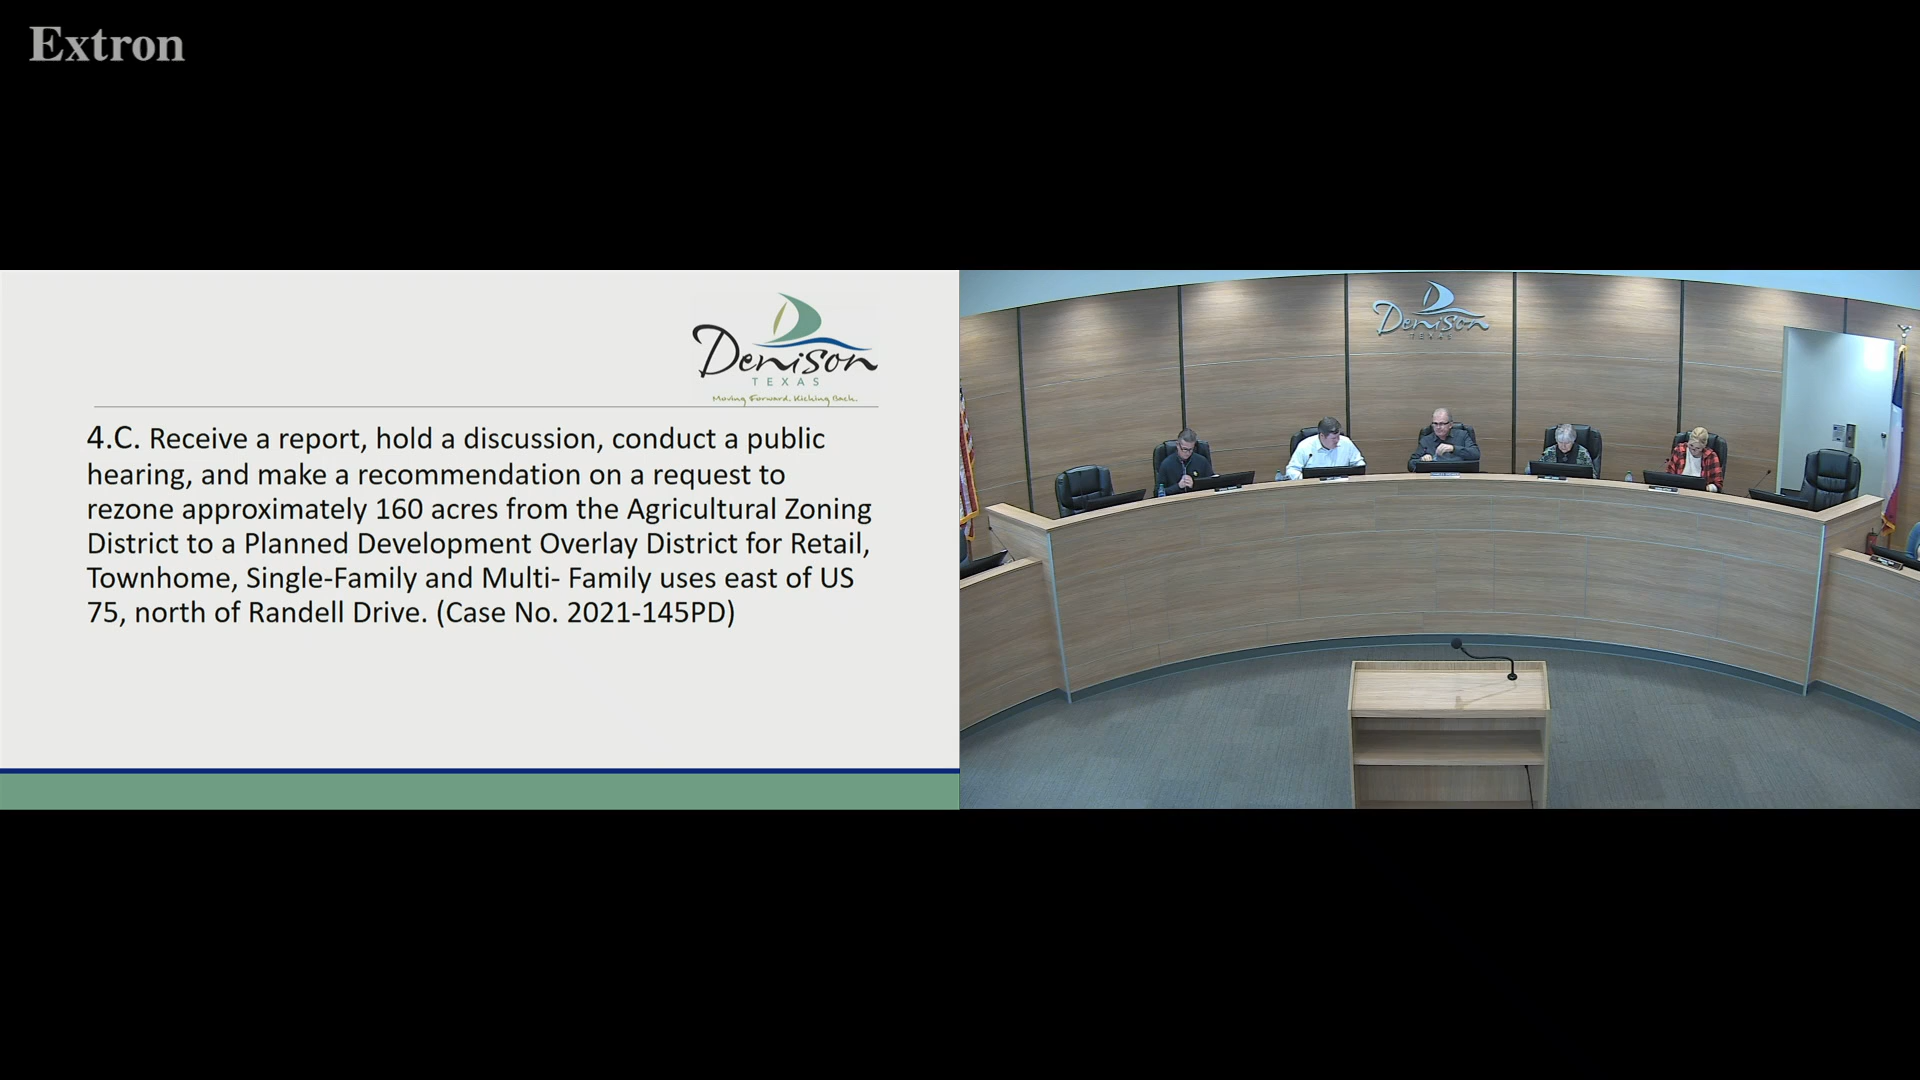 Extron
Denison
TEXAS
Moving Forward. Kicking Back.
4.C. Receive a report, hold a discussion, conduct a public
hearing, and make a recommendation on a request to
rezone approximately 160 acres from the Agricultural Zoning
District to a Planned Development Overlay District for Retail,
Townhome, Single-Family and Multi- Family uses east of US
75, north of Randell Drive. (Case No. 2021-145PD)
Denison
TEXAS